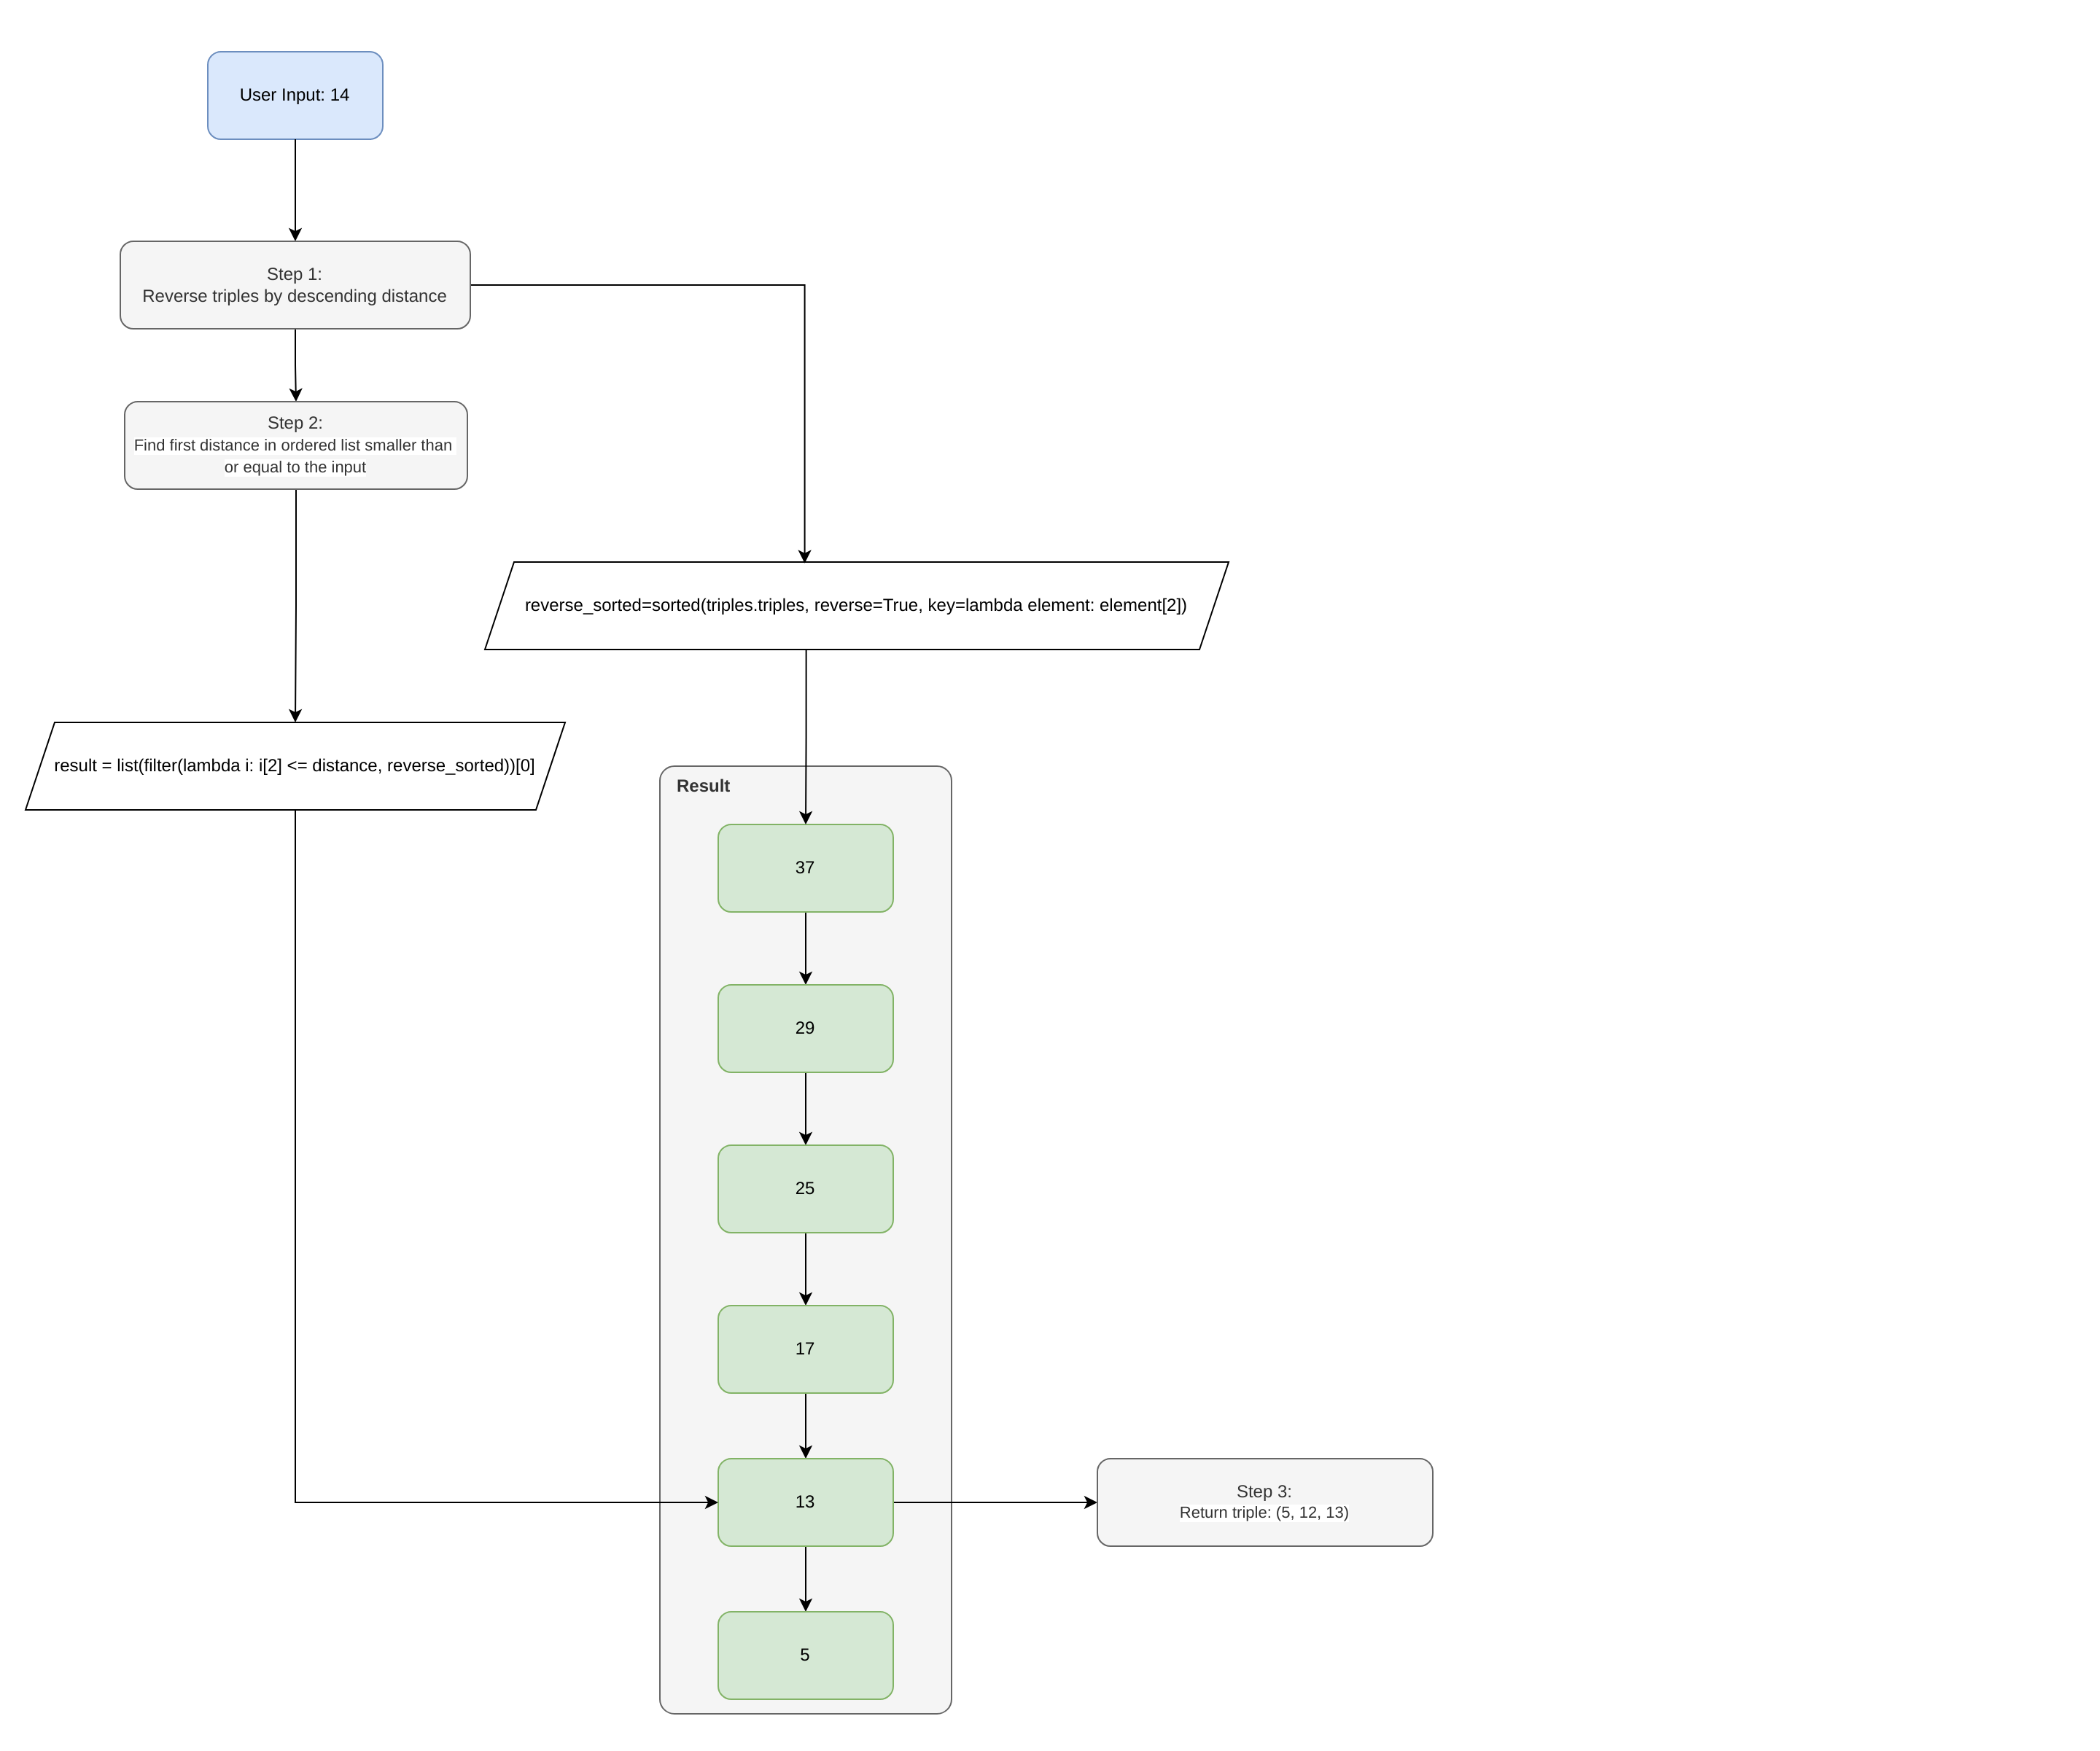 User Input: 14
Step 1:
Reverse triples by descending distance
Step 2:
Find first distance in ordered list smaller than
or equal to the input
reverse_sorted=sorted(triples.triples, reverse=True, key=lambda element: element[2])
result = list(filter(lambda i: i[2] <= distance, reverse_sorted))[0]
Result
37
29
25
17
13
Step 3:
Return triple: (5, 12, 13)
5